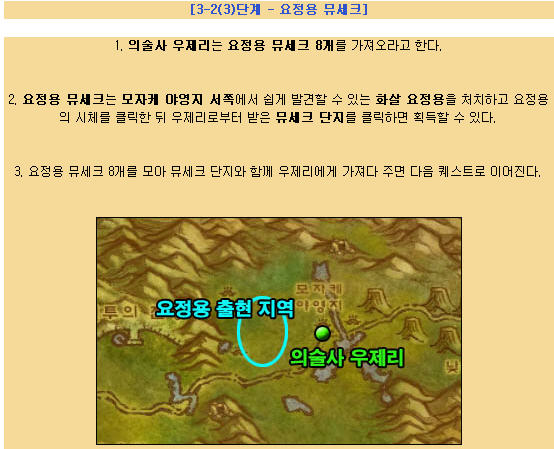 [3-2(3)단계 - 요정용 뮤세크]
1. 의술사 우제리는 요정용 뮤세크 8개를 가져오라고 한다.
2. 요정용 뮤세크는 모자케 야영지 서쪽에서 쉽게 발견할 수 있는 화살 요정용을 처치하고 요정용
의 시체를 클릭한 뒤 우제리로부터 받은 뮤세크 단지를 클릭하면 획득할 수 있다.
3. 요정용 뮤세크 8개를 모아 뮤세크 단지와 함께 우제리에게 가져다 주면 다음 퀘스트로 이어진다.
모자케
야영지
요정용 출현 지역
투의
의술사 우제리